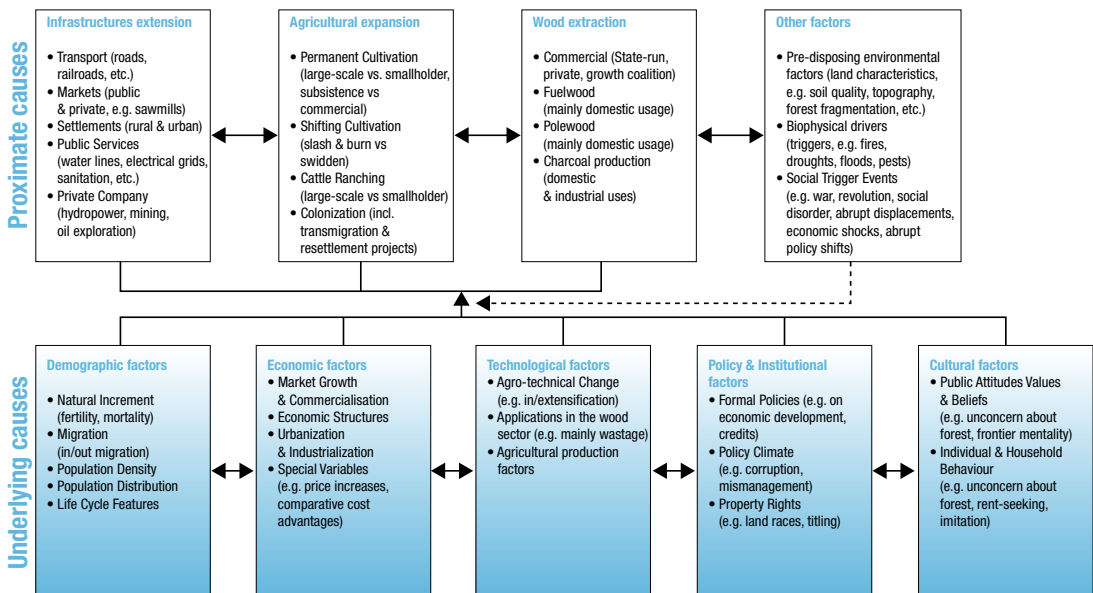 Proximate causes
Infrastructures extension
• Transport (roads,
railroads, etc.)
• Markets (public
& private, e.g. sawmills)
• Settlements (rural & urban)
• Public Services
(water lines, electrical grids,
sanitation, etc.)
• Private Company
(hydropower, mining,
oil exploration)
Agricultural expansion
• Permanent Cultivation
(large-scale vs. smallholder,
subsistence vs
commercial)
• Shifting Cultivation
(slash & burn vs
swidden)
• Cattle Ranching
(large-scale vs smallholder)
• Colonization (incl.
transmigration &
resettlement projects)
Wood extraction
• Commercial (State-run,
private, growth coalition)
• Fuelwood
(mainly domestic usage)
• Polewood
(mainly domestic usage)
• Charcoal production
(domestic
& industrial uses)
Other factors
• Pre-disposing environmental
factors (land characteristics,
e.g. soil quality, topography,
forest fragmentation, etc.)
• Biophysical drivers
(triggers, e.g. fires,
droughts, floods, pests)
• Social Trigger Events
(e.g. war, revolution, social
disorder, abrupt displacements,
economic shocks, abrupt
policy shifts)
Underlying causes
Demographic factors
• Natural Increment
(fertility, mortality)
• Migration
(in/out migration)
• Population Density
• Population Distribution
• Life Cycle Features
Economic factors
• Market Growth
& Commercialisation
• Economic Structures
• Urbanization
& Industrialization
• Special Variables
(e.g. price increases,
comparative cost
advantages)
Technological factors
• Agro-technical Change
(e.g. in/extensification)
• Applications in the wood
sector (e.g. mainly wastage)
• Agricultural production
factors
Policy & Institutional
factors
• Formal Policies (e.g. on
economic development,
credits)
• Policy Climate
(e.g. corruption,
mismanagement)
• Property Rights
(e.g. land races, titling)
Cultural factors
• Public Attitudes Values
& Beliefs
(e.g. unconcern about
forest, frontier mentality)
• Individual & Household
Behaviour
(e.g. unconcern about
forest, rent-seeking,
imitation)